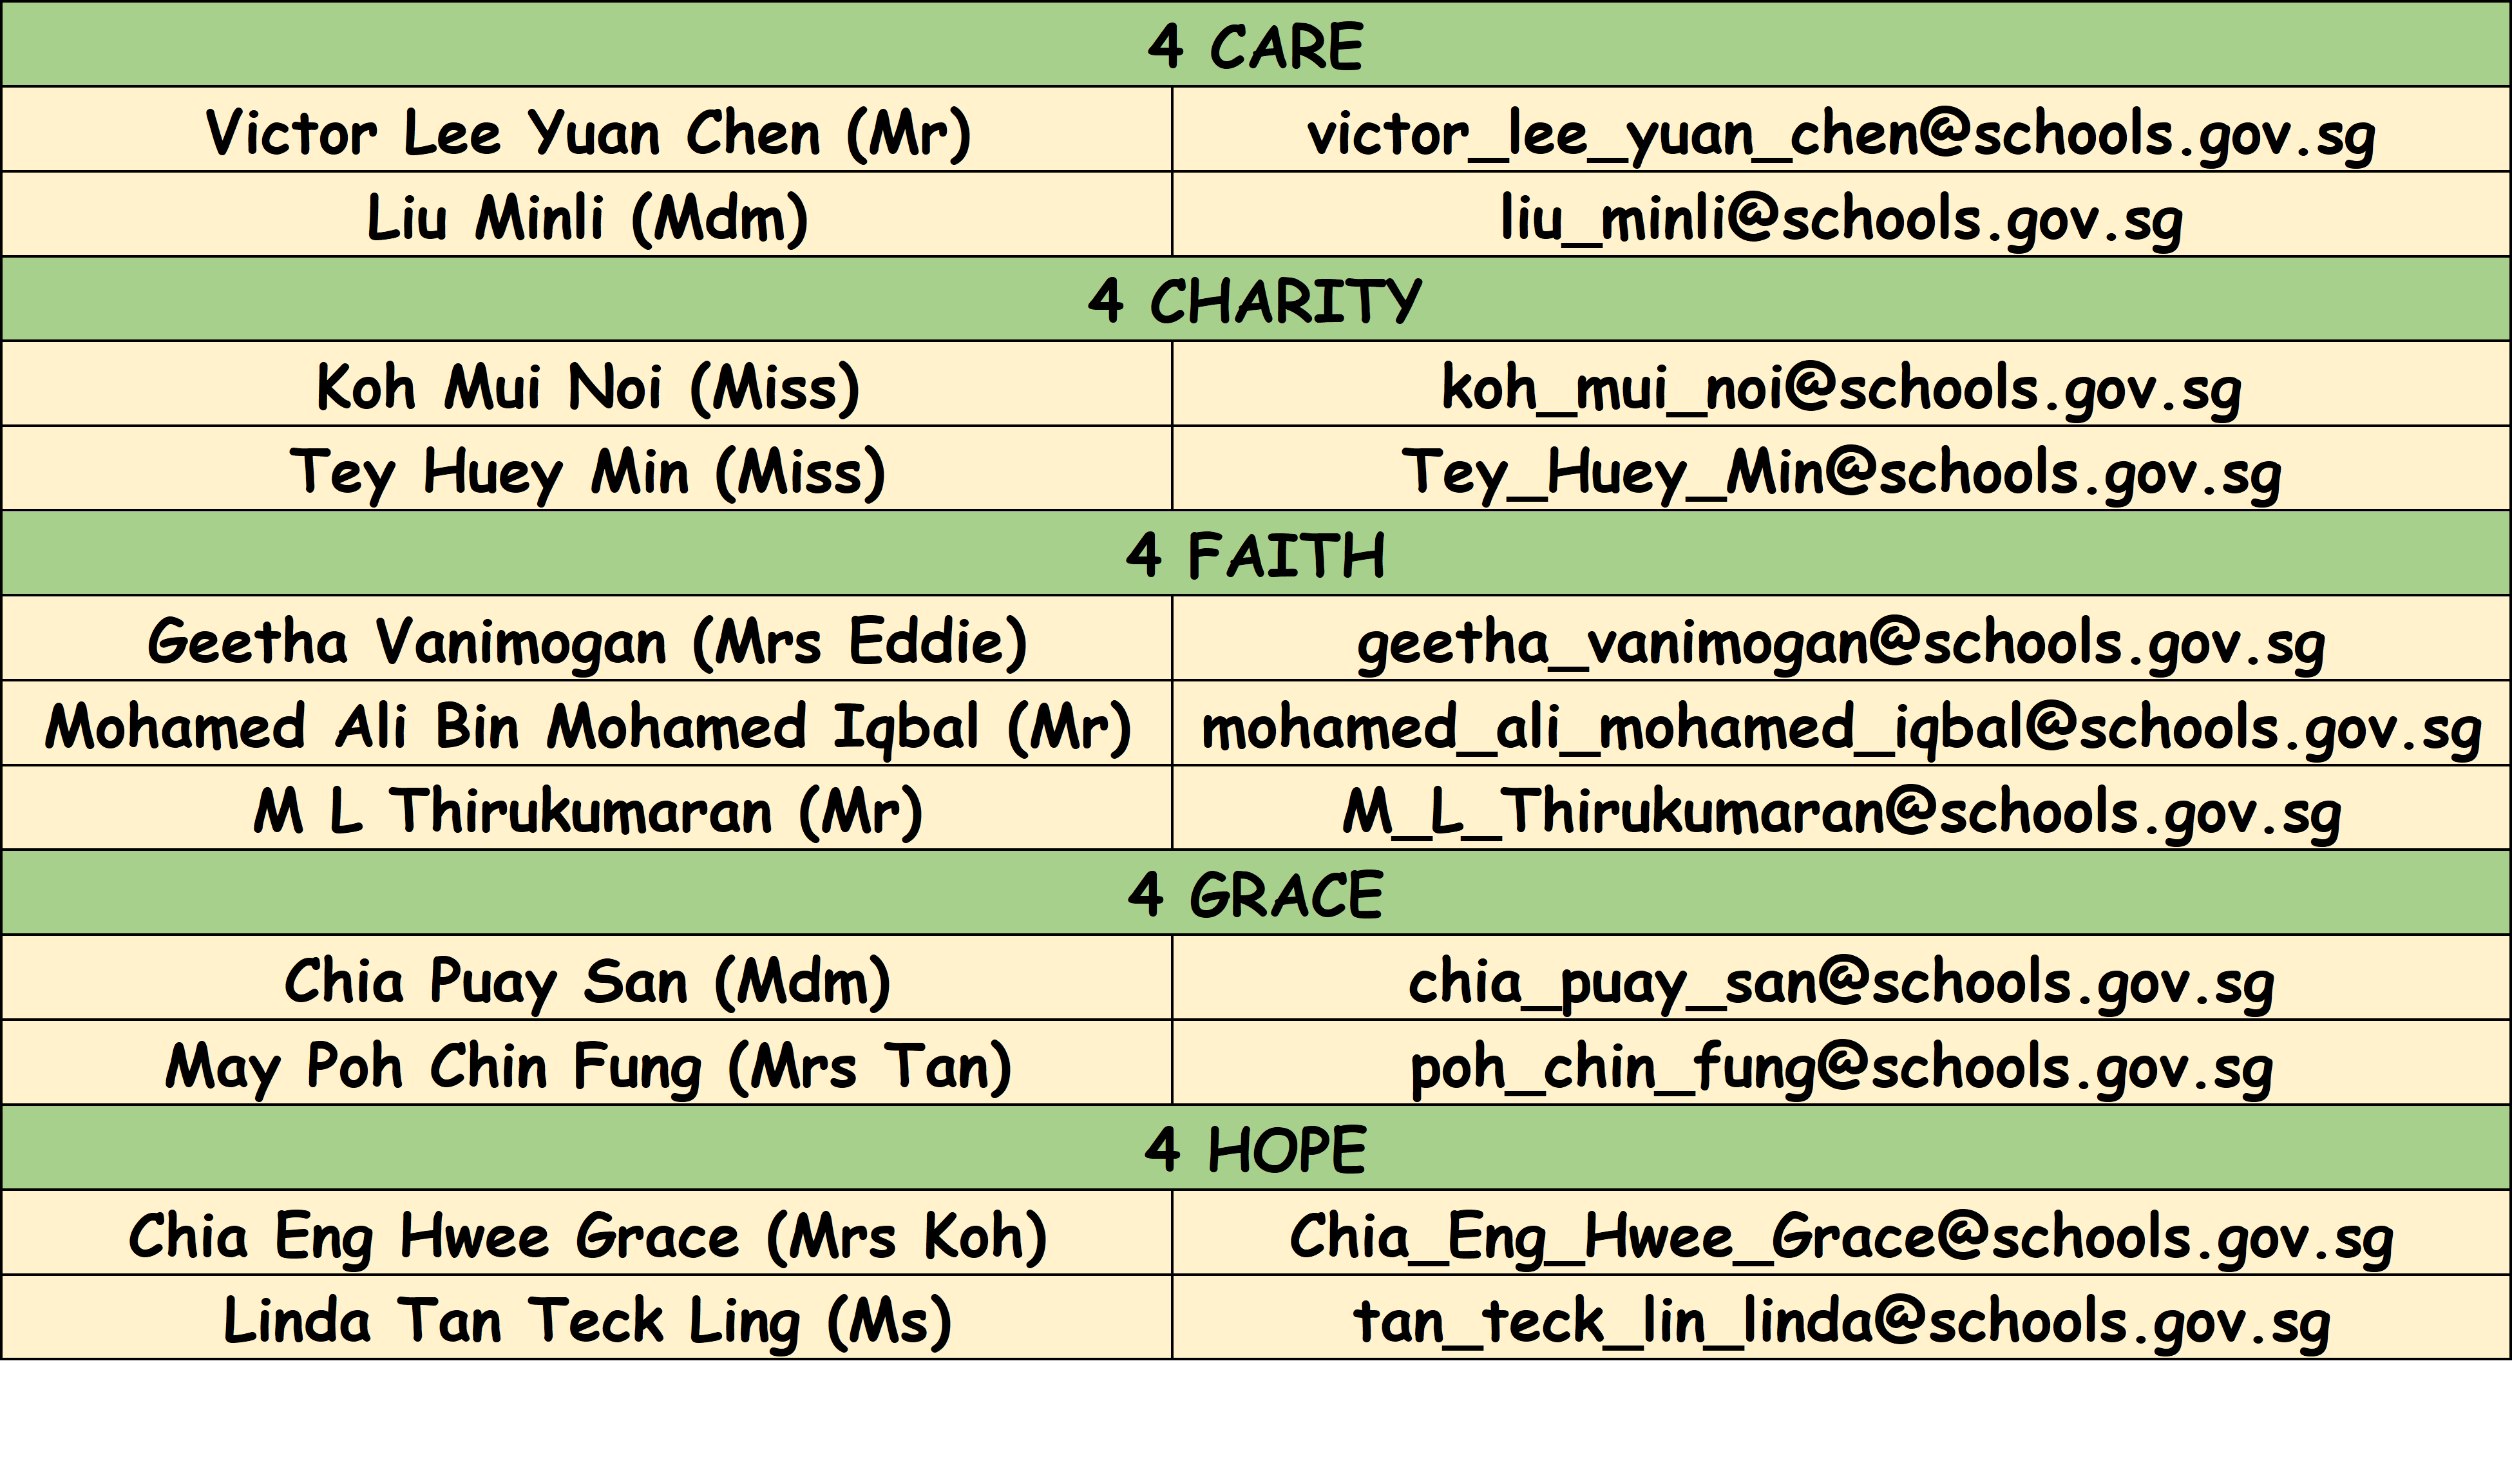 4 CARE
Victor Lee Yuan Chen (Mr) victor_lee_yuan_chen@schools.gov.sg
Liu Minli (Mdm) liu_minli@schools.gov.sg
4 CHARITY
Koh Mui Noi (Miss) koh_mui_noi@schools.gov.sg
Tey Huey Min (Miss) Tey_Huey_Min@schools.gov.sg
4 FAITH
Geetha Vanimogan (Mrs Eddie) geetha_vanimogan@schools.gov.sg
Mohamed Ali Bin Mohamed Iqbal (Mr) mohamed_ali_mohamed_iqbal@schools.gov.sg
M L Thirukumaran (Mr) M_L_Thirukumaran@schools.gov.sg
4 GRACE
Chia Puay San (Mdm) chia_puay_san@schools.gov.sg
May Poh Chin Fung (Mrs Tan) poh_chin_fung@schools.gov.sg
4 HOPE
Chia Eng Hwee Grace (Mrs Koh) Chia_Eng_Hwee_Grace@schools.gov.sg
Linda Tan Teck Ling (Ms) tan_teck_lin_linda@schools.gov.sg